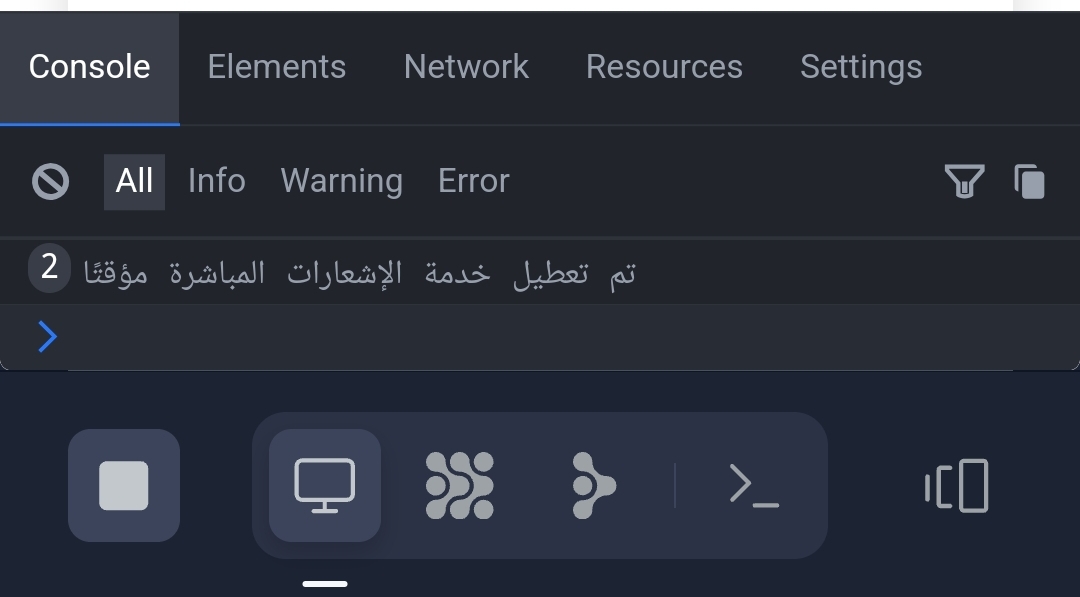 Console Elements Network Resources Settings
All Info Warning Error
2 تم تعطيل خدمة الإشعارات المباشرة مؤقتًا